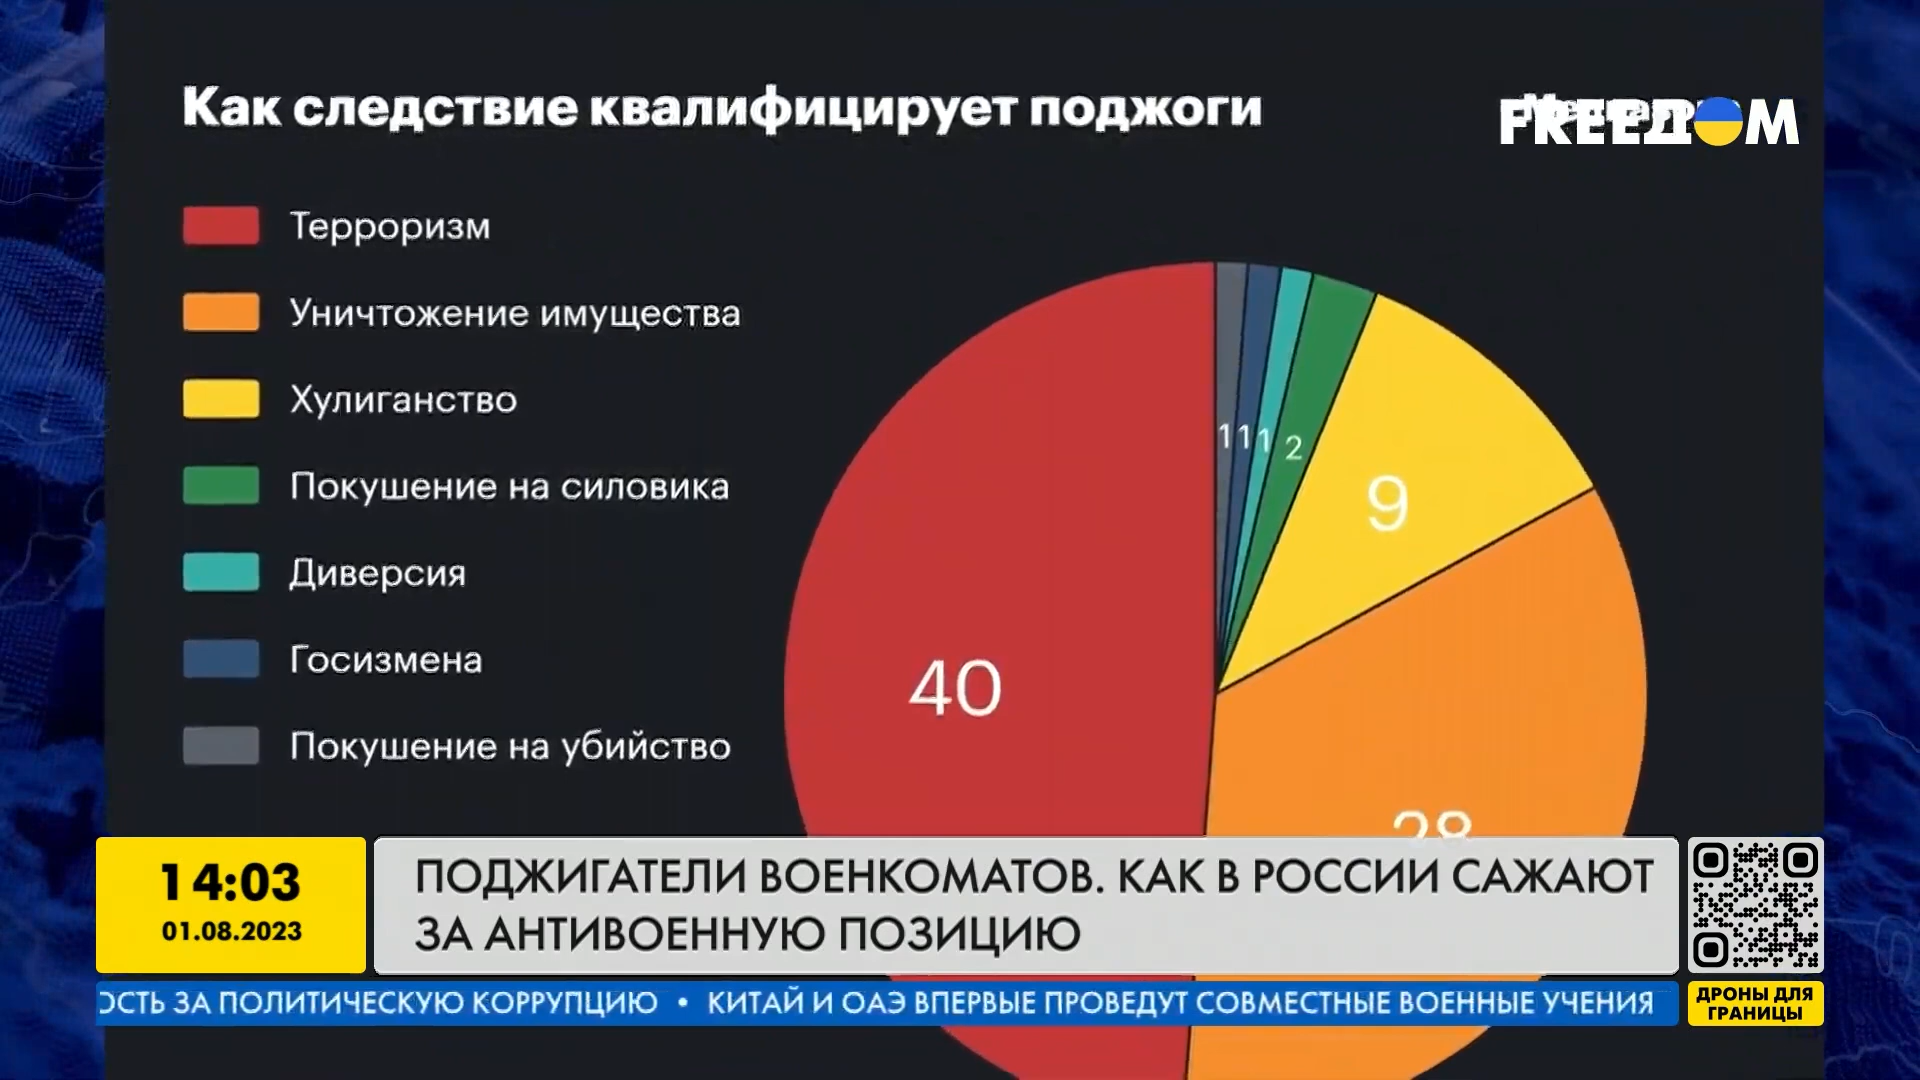 Как следствие квалифицирует поджоги
FREEДОМ
Терроризм
Уничтожение имущества
Хулиганство
Покушение на силовика
Диверсия
Госизмена
Покушение на убийство
1 1 1 2
9
40
28
14:03
01.08.2023
ПОДЖИГАТЕЛИ ВОЕНКОМАТОВ. КАК В РОССИИ САЖАЮТ
ЗА АНТИВОЕННУЮ ПОЗИЦИЮ
ЗА ПОЛИТИЧЕСКУЮ КОРРУПЦИЮ • КИТАЙ И ОАЭ ВПЕРВЫЕ ПРОВЕДУТ СОВМЕСТНЫЕ ВОЕННЫЕ УЧЕНИЯ
ДРОНЫ ДЛЯ
ГРАНИЦЫ